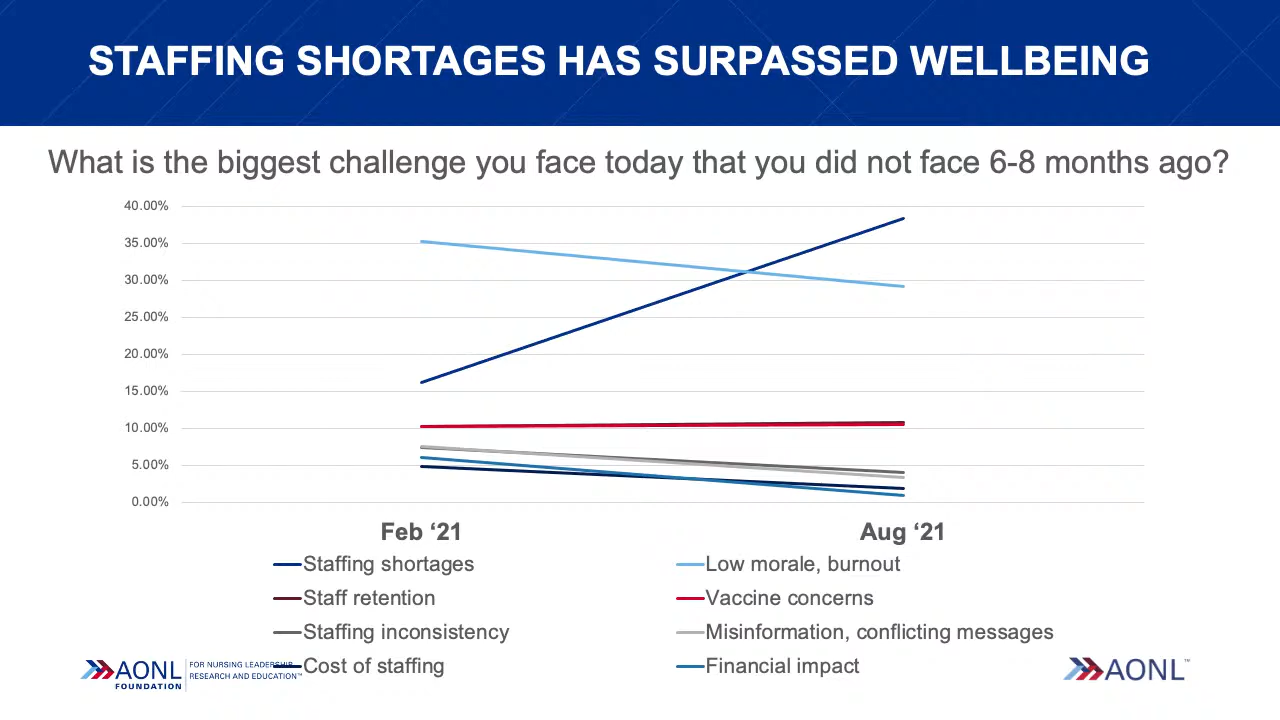 STAFFING SHORTAGES HAS SURPASSED WELLBEING
What is the biggest challenge you face today that you did not face 6-8 months ago?
40.00%
35.00%
30.00%
25.00%
20.00%
15.00%
10.00%
5.00%
0.00%
Feb ‘21
Aug ‘21
Staffing shortages
Low morale, burnout
Staff retention
Vaccine concerns
Staffing inconsistency
Misinformation, conflicting messages
Cost of staffing
Financial impact
AONL
FOUNDATION
FOR NURSING LEADERSHIP
RESEARCH AND EDUCATION™
AONL™